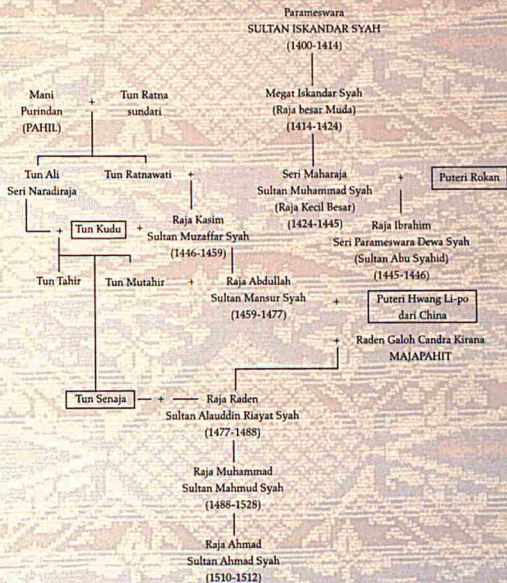 Parameswara
SULTAN ISKANDAR SYAH
(1400-1414)
Mani
Purindan
(PAHIL)
+
Tun Ratna
sundari
Megat Iskandar Syah
(Raja besar Muda)
(1414-1424)
Tun Ali
Seri Naradiraja
Tun Ratnawati
+
Seri Maharaja
Sultan Muhammad Syah
(Raja Kecil Besar)
(1424-1445)
+
Puteri Rokan
+
Tun Kudu
+
Raja Kasim
Sultan Muzaffar Syah
(1446-1459)
Raja Ibrahim
Seri Parameswara Dewa Syah
(Sultan Abu Syahid)
(1445-1446)
Tun Tahir
Tun Mutahir
+
Raja Abdullah
Sultan Mansur Syah
(1459-1477)
+
Puteri Hwang Li-po
dari China
+
Raden Galoh Candra Kirana
MAJAPAHIT
Tun Senaja
+
Raja Raden
Sultan Alauddin Riayat Syah
(1477-1488)
Raja Muhammad
Sultan Mahmud Syah
(1488-1528)
Raja Ahmad
Sultan Ahmad Syah
(1510-1512)